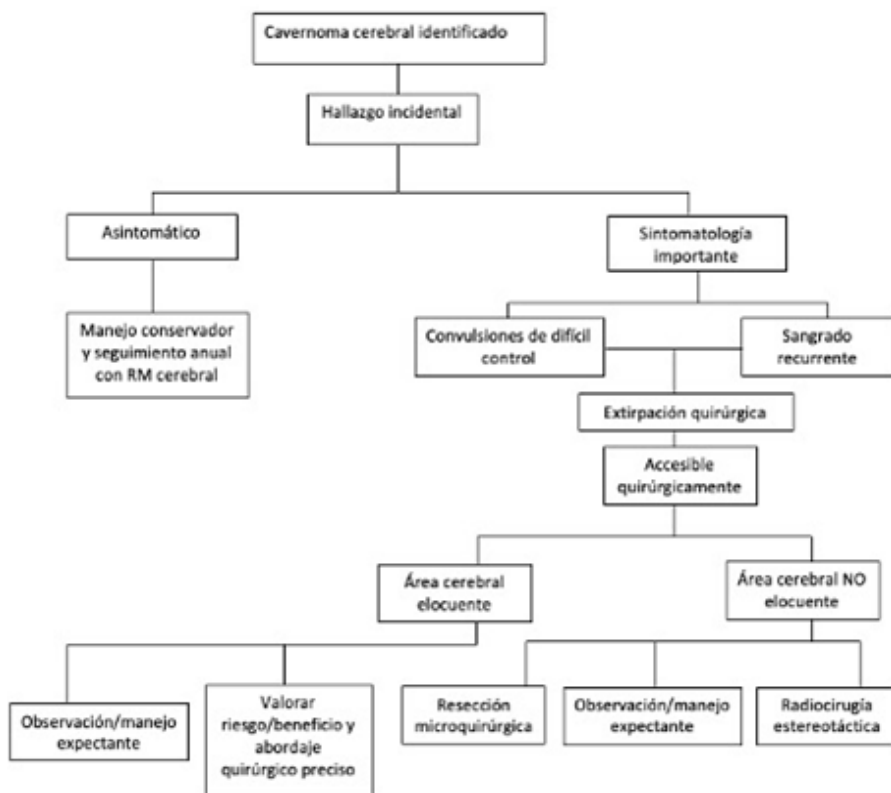 Cavernoma cerebral identificado
Hallazgo incidental
Asintomático
Sintomatología
importante
Manejo conservador
y seguimiento anual
con RM cerebral
Convulsiones de difícil
control
Sangrado
recurrente
Extirpación quirúrgica
Accesible
quirúrgicamente
Área cerebral
elocuente
Área cerebral NO
elocuente
Observación/manejo
expectante
Valorar
riesgo/beneficio y
abordaje
quirúrgico preciso
Resección
microquirúrgica
Observación/manejo
expectante
Radiocirugía
estereotáctica